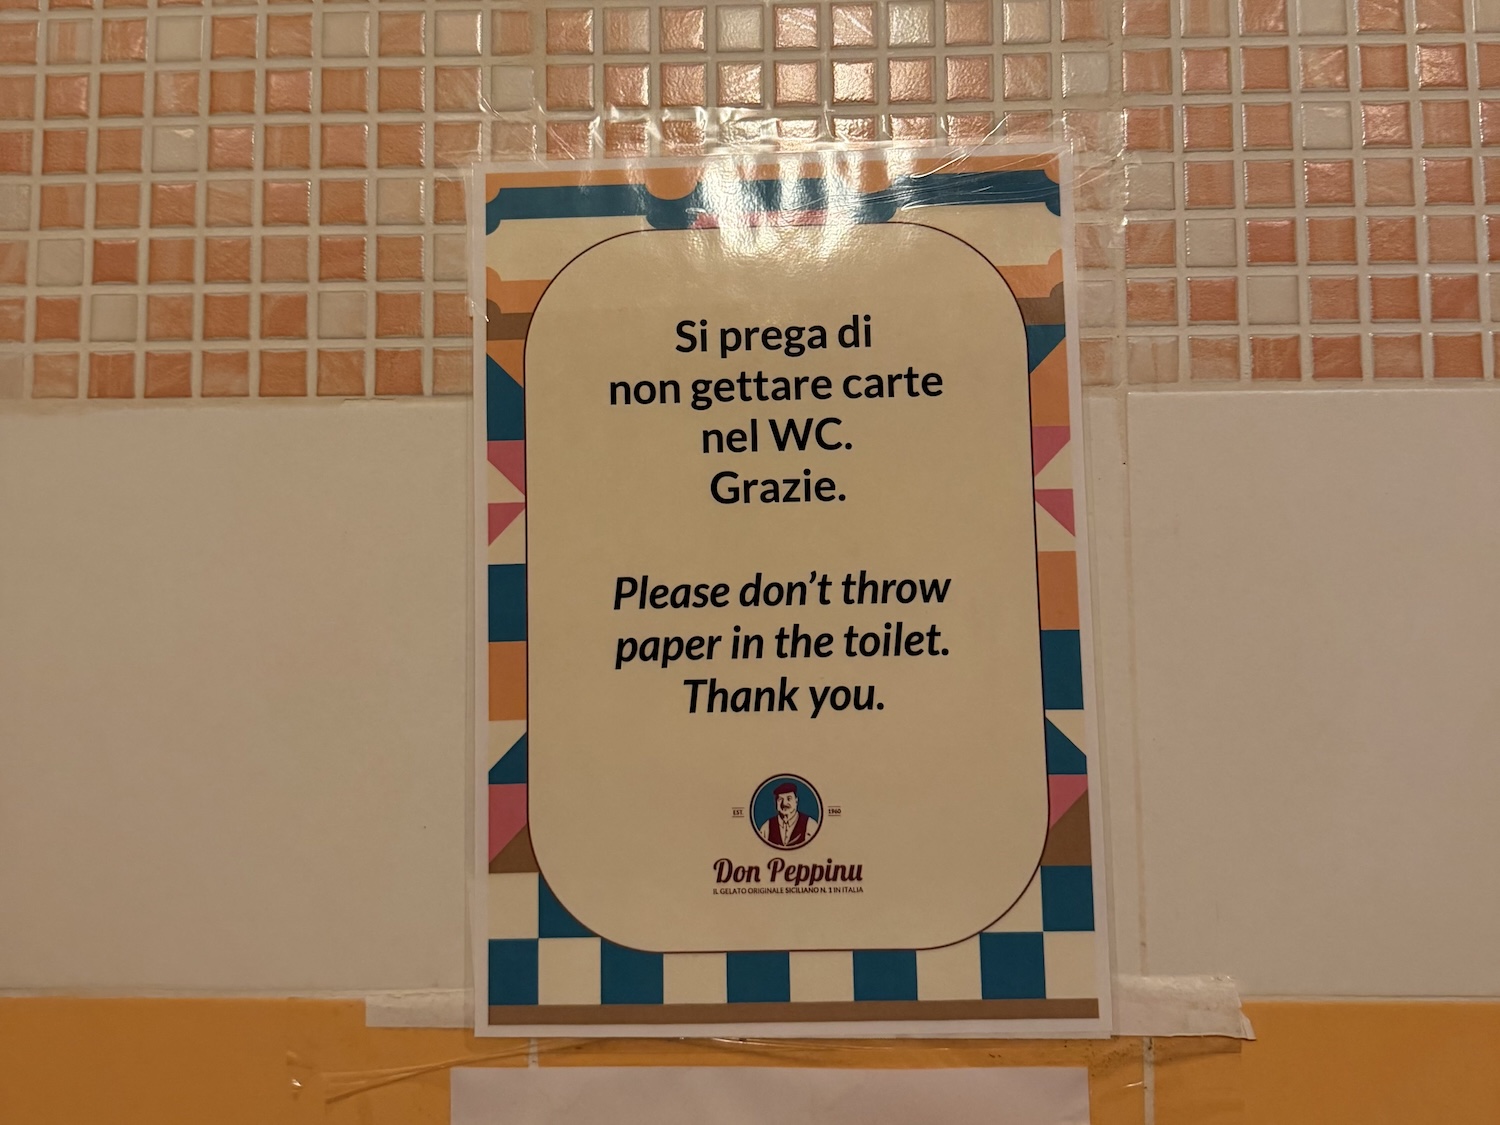 Si prega di
non gettare carte
nel WC.
Grazie.
Please don't throw
paper in the toilet.
Thank you.
EST. 1960
Don Peppinu
IL GELATO ORIGINALE SICILIANO N. 1 IN ITALIA